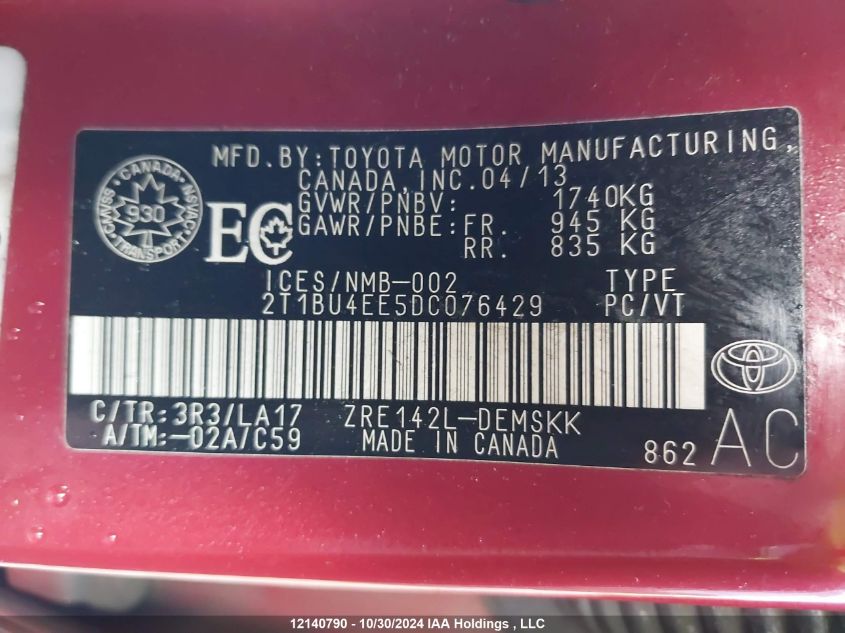 MFD.BY:TOYOTA MOTOR MANUFACTURING,
CANADA,INC.04/13
GVWR/PNBV: 1740KG
GAWR/PNBE:FR. 945 KG
RR. 835 KG
CANADA
930
TRANSPORT
EC
ICES/NMB-002 TYPE
2T1BU4EE5DC076429 PC/VT
C/TR:3R3/LA17 ZRE142L-DEMSKK
A/TM:-02A/C59 MADE IN CANADA
862 AC
12140790 - 10/30/2024 IAA Holdings , LLC